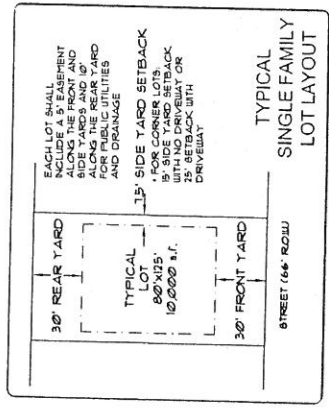 EACH LOT SHALL
INCLUDE A 5' EASEMENT
ALONG THE FRONT AND
SIDE YARDS AND 10'
ALONG THE REAR YARD
FOR PUBLIC UTILITIES
AND DRAINAGE
30' REAR YARD
7.5' SIDE YARD SETBACK
* FOR CORNER LOTS:
15' SIDE YARD SETBACK
WITH NO DRIVEWAY OR
25' SETBACK WITH
DRIVEWAY
TYPICAL
LOT
80'x125'
10,000 s.f.
30' FRONT YARD
STREET (66' ROW)
TYPICAL
SINGLE FAMILY
LOT LAYOUT